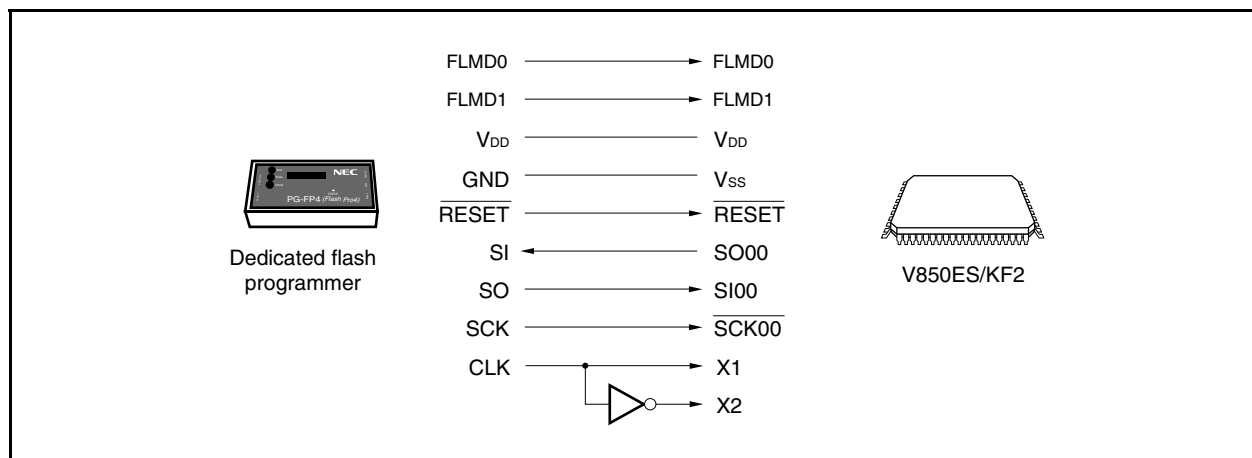 FLMD0 FLMD0
FLMD1 FLMD1
VDD VDD
GND VSS
RESET RESET
SI SO00
SO SI00
SCK SCK00
CLK X1
X2
NEC
PG-FP4 (Flash Pro4)
Dedicated flash
programmer
V850ES/KF2